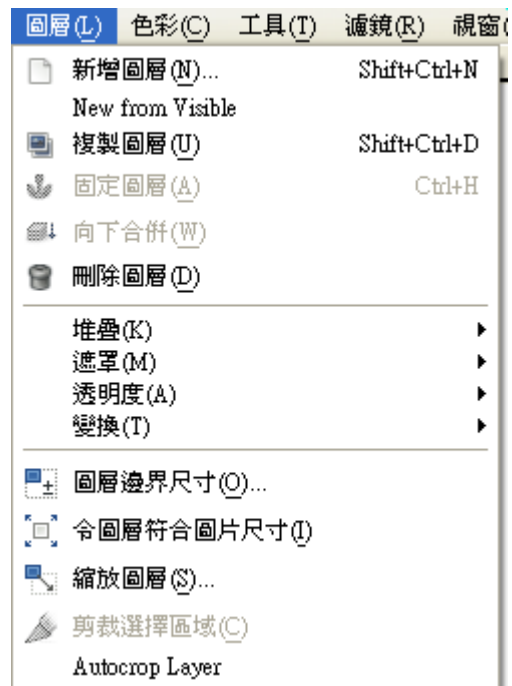 圖層(L) 色彩(C) 工具(T) 濾鏡(R) 視窗(
新增圖層(N)... Shift+Ctrl+N
New from Visible
複製圖層(U) Shift+Ctrl+D
固定圖層(A) Ctrl+H
向下合併(W)
刪除圖層(D)
堆疊(K)
遮罩(M)
透明度(A)
變換(T)
圖層邊界尺寸(O)...
令圖層符合圖片尺寸(I)
縮放圖層(S)...
剪裁選擇區域(C)
Autocrop Layer